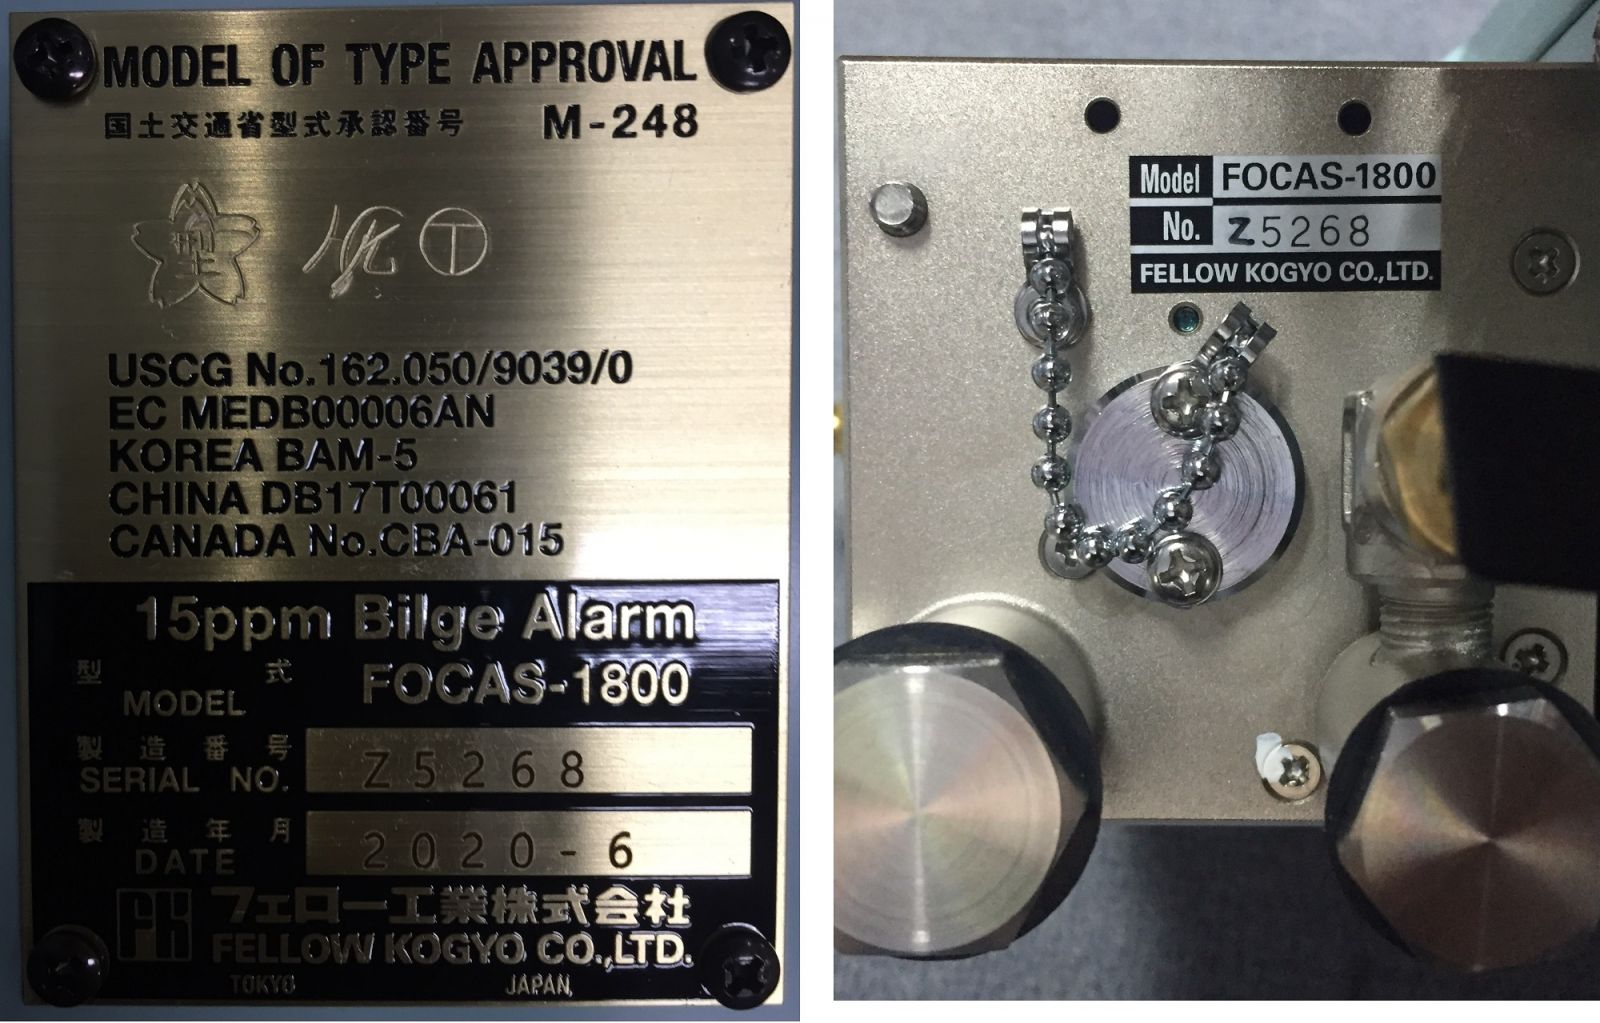 MODEL OF TYPE APPROVAL
国土交通省型式承認番号 M-248
型
HK T
USCG No.162.050/9039/0
EC MEDB00006AN
KOREA BAM-5
CHINA DB17T00061
CANADA No.CBA-015
15ppm Bilge Alarm
型式 FOCAS-1800
MODEL
製造番号 Z5268
SERIAL NO.
製造年月 2020-6
DATE
FK フェロー工業株式会社
FELLOW KOGYO CO.,LTD.
TOKYO JAPAN,
Model FOCAS-1800
No. Z5268
FELLOW KOGYO CO.,LTD.